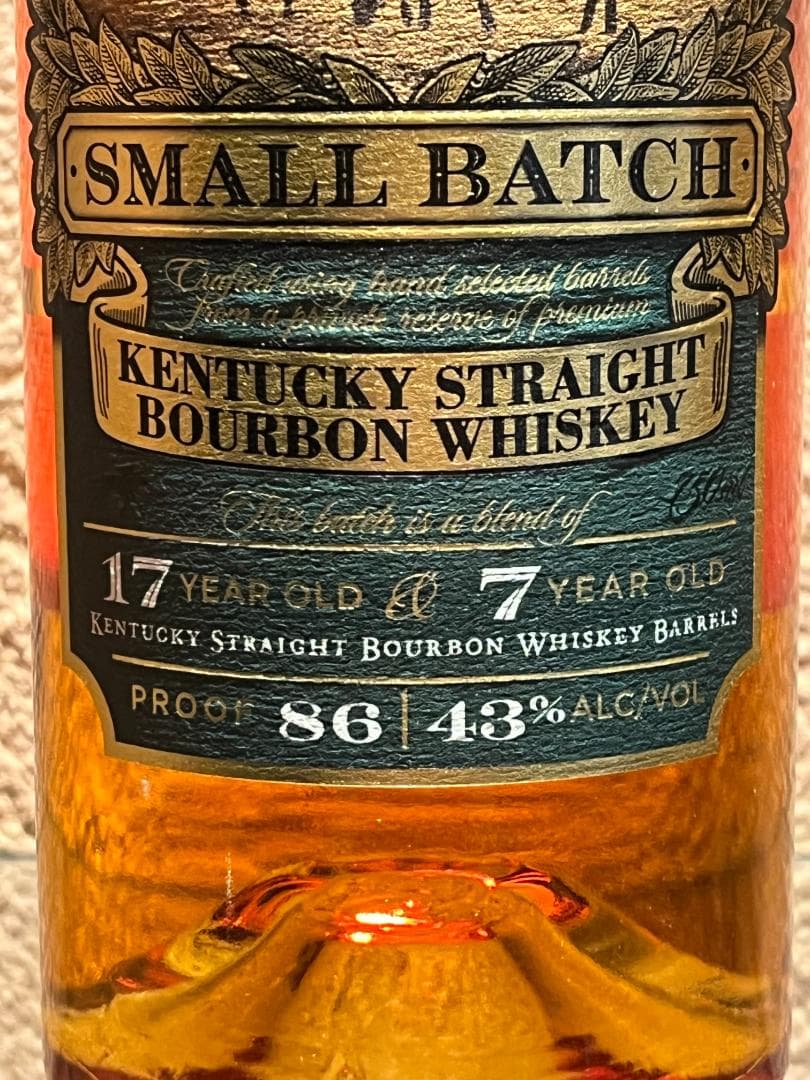 ·SMALL BATCH·
Crafted using hand selected barrels
from a private reserve of premium
KENTUCKY STRAIGHT
BOURBON WHISKEY
750ml
This batch is a blend of
17 YEAR OLD & 7 YEAR OLD
KENTUCKY STRAIGHT BOURBON WHISKEY BARRELS
PROOF 86 | 43% ALC/VOL